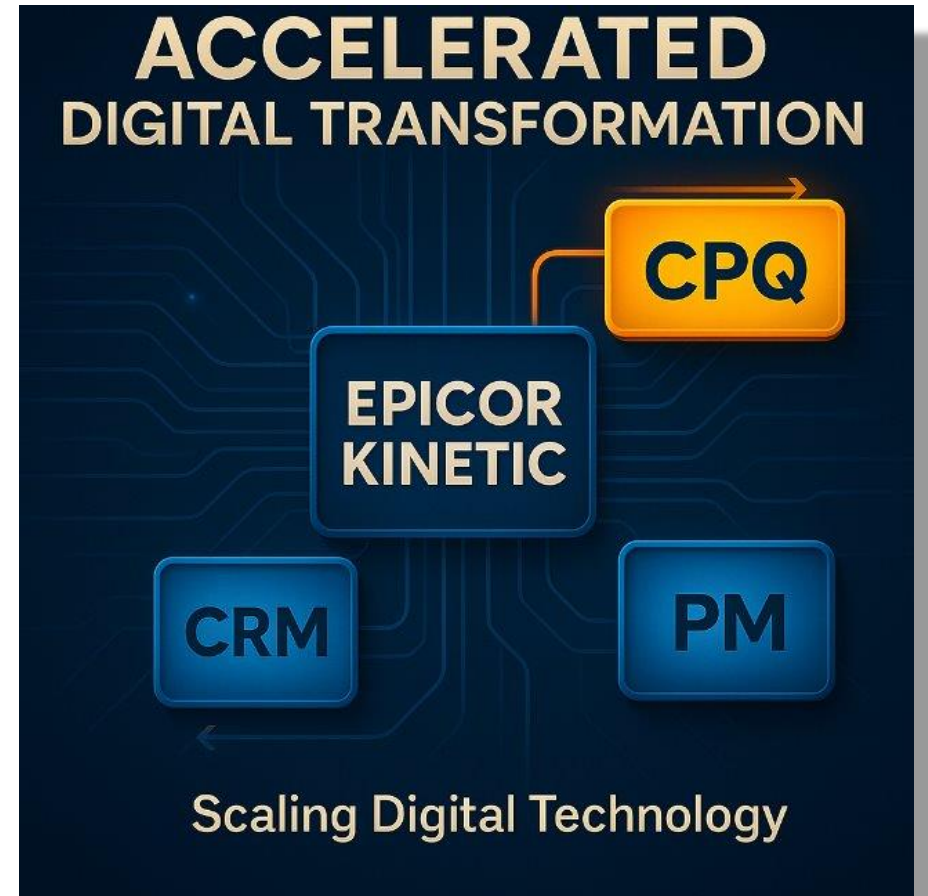 ACCELERATED
DIGITAL TRANSFORMATION
CPQ
EPICOR
KINETIC
CRM
PM
Scaling Digital Technology